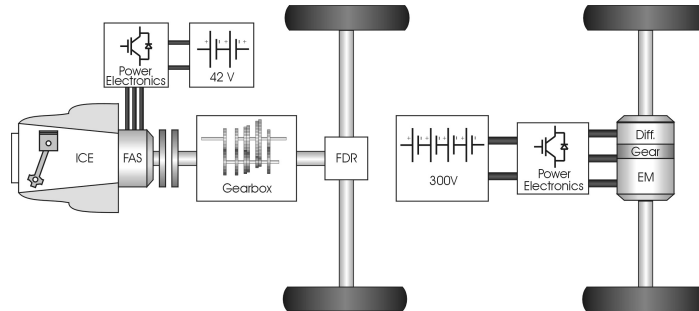 Power
Electronics
42 V
ICE
FAS
Gearbox
FDR
300V
Power
Electronics
Diff.
Gear
EM